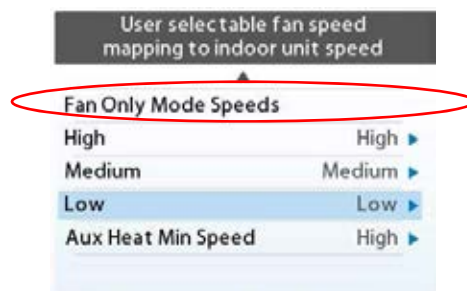 User selectable fan speed
mapping to indoor unit speed
Fan Only Mode Speeds
High High
Medium Medium
Low Low
Aux Heat Min Speed High